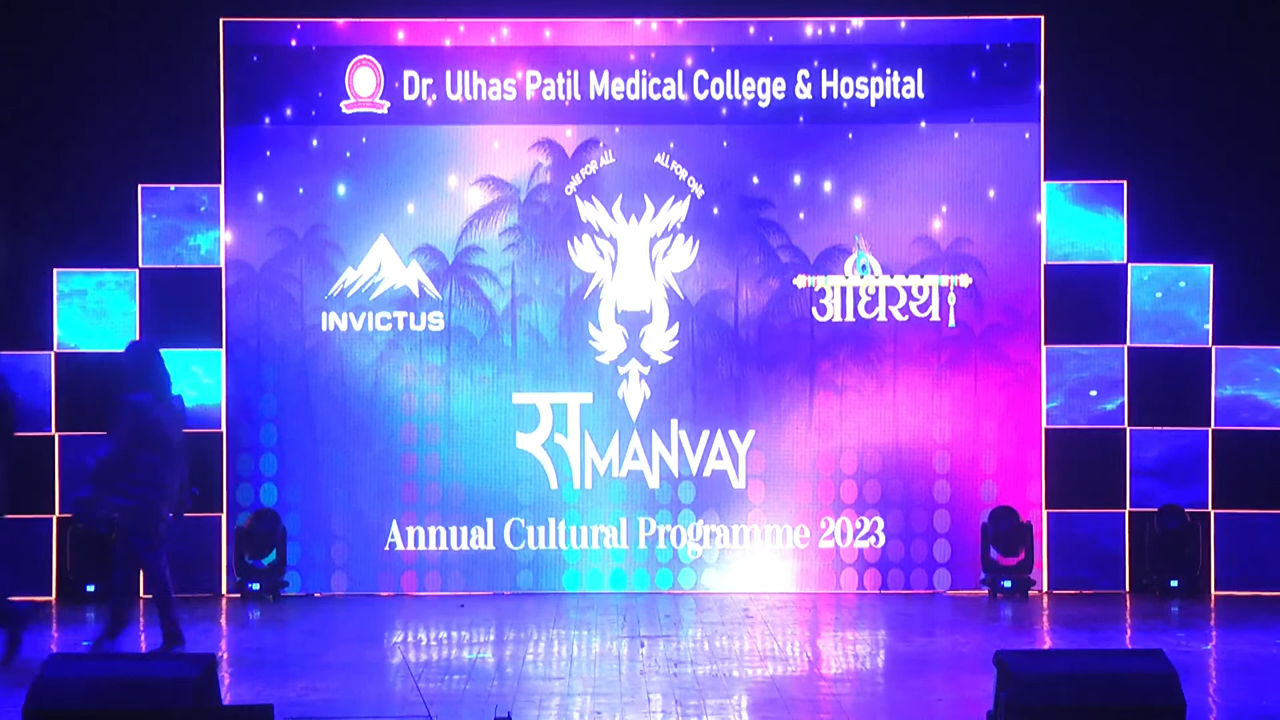 Dr. Ulhas Patil Medical College & Hospital
ONE FOR ALL ALL FOR ONE
INVICTUS
अधिरथ
सMANVAY
Annual Cultural Programme 2023